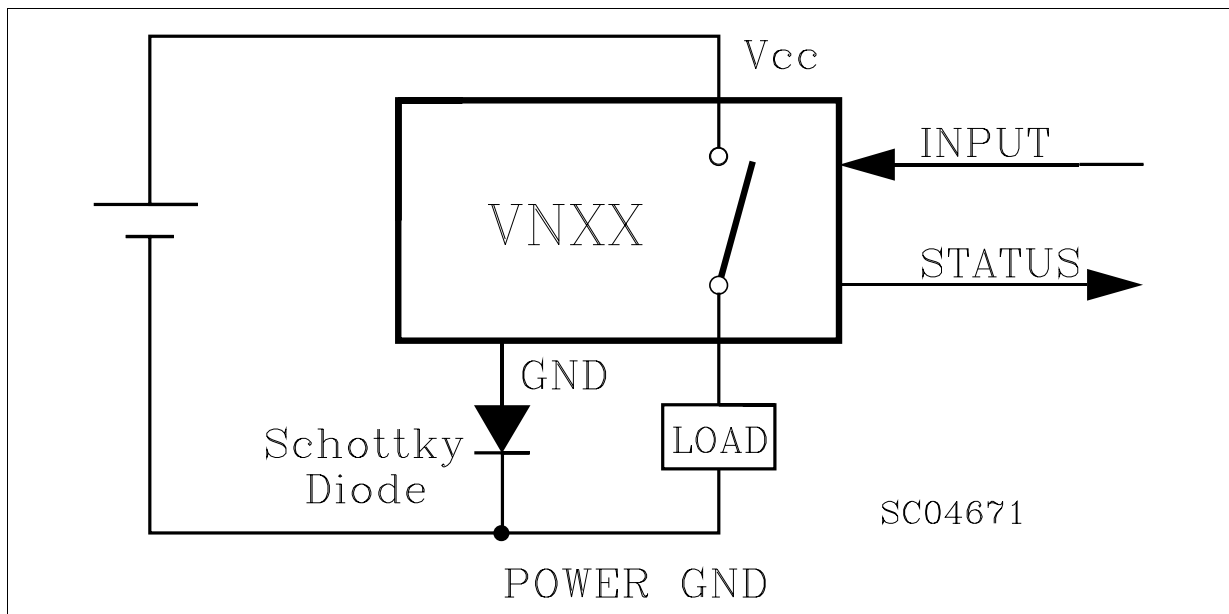 Vcc
INPUT
VNXX
STATUS
GND
Schottky
Diode
LOAD
SC04671
POWER GND